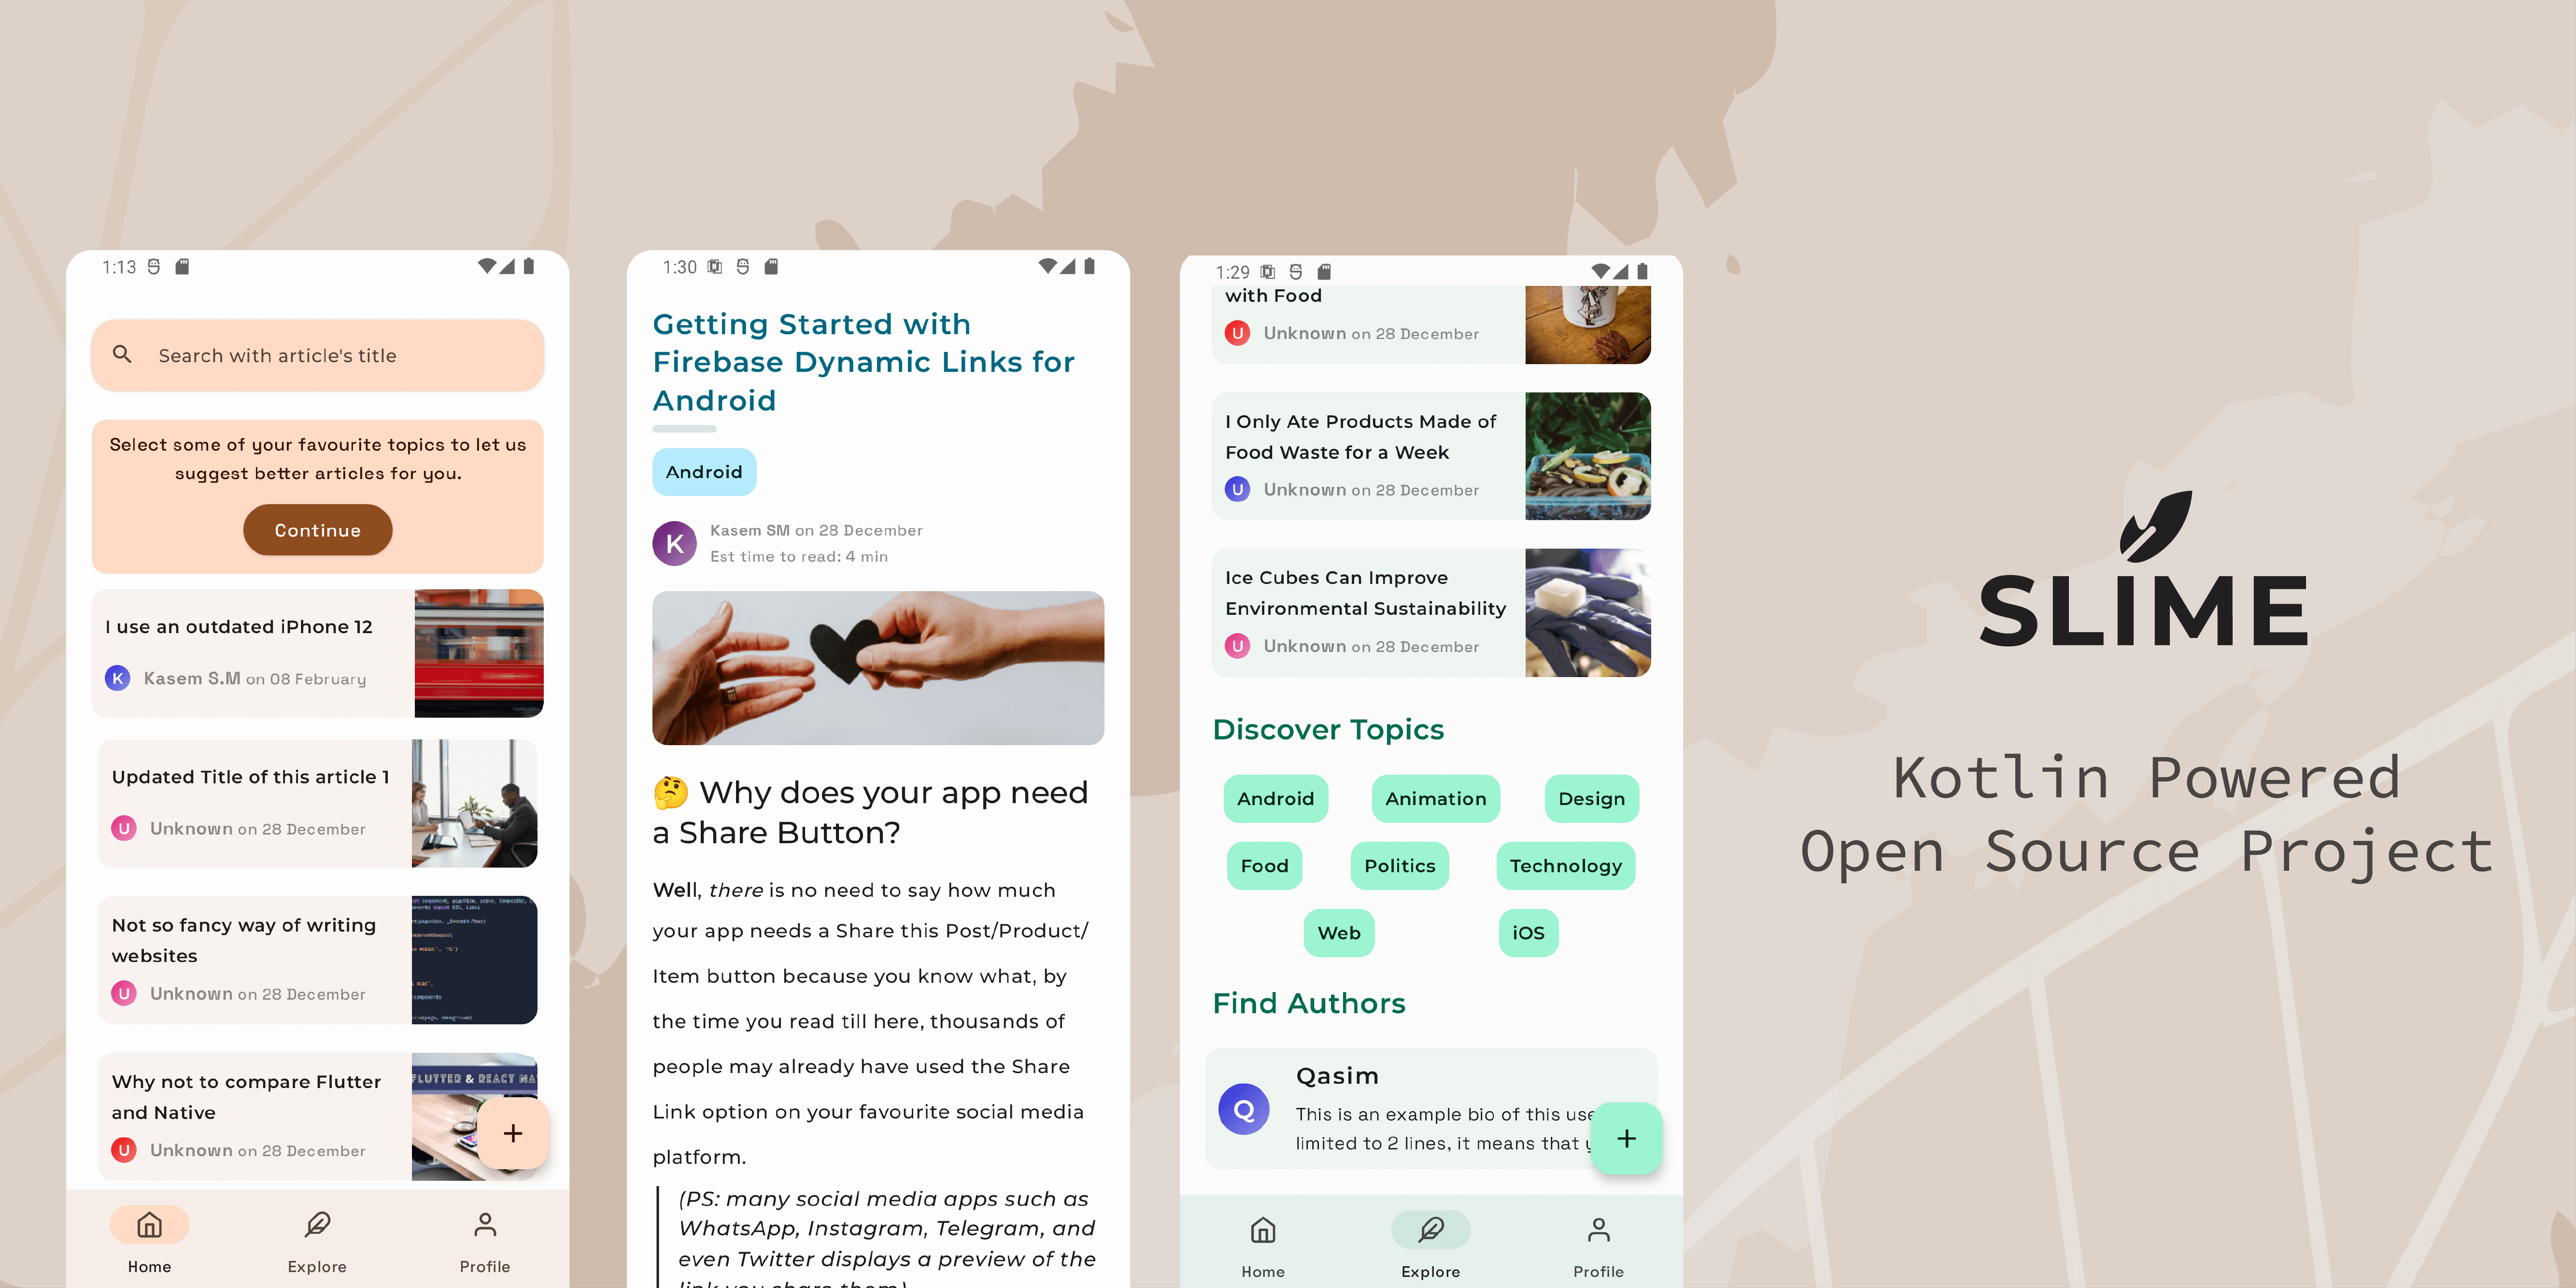 1:13
Search with article's title
Select some of your favourite topics to let us
suggest better articles for you.
Continue
I use an outdated iPhone 12
K Kasem S.M on 08 February
Updated Title of this article 1
U Unknown on 28 December
Not so fancy way of writing
websites
U Unknown on 28 December
Why not to compare Flutter
and Native
U Unknown on 28 December
FLUTTER & REACT NA
+
Home Explore Profile
1:30
Getting Started with
Firebase Dynamic Links for
Android
Android
K
Kasem SM on 28 December
Est time to read: 4 min
🤔 Why does your app need
a Share Button?
Well, there is no need to say how much
your app needs a Share this Post/Product/
Item button because you know what, by
the time you read till here, thousands of
people may already have used the Share
Link option on your favourite social media
platform.
(PS: many social media apps such as
WhatsApp, Instagram, Telegram, and
even Twitter displays a preview of the
link you share them)
1:29
with Food
U Unknown on 28 December
I Only Ate Products Made of
Food Waste for a Week
U Unknown on 28 December
Ice Cubes Can Improve
Environmental Sustainability
U Unknown on 28 December
Discover Topics
Android Animation Design
Food Politics Technology
Web iOS
Find Authors
Q
Qasim
This is an example bio of this use
limited to 2 lines, it means that y
+
Home Explore Profile
SLIME
Kotlin Powered
Open Source Project